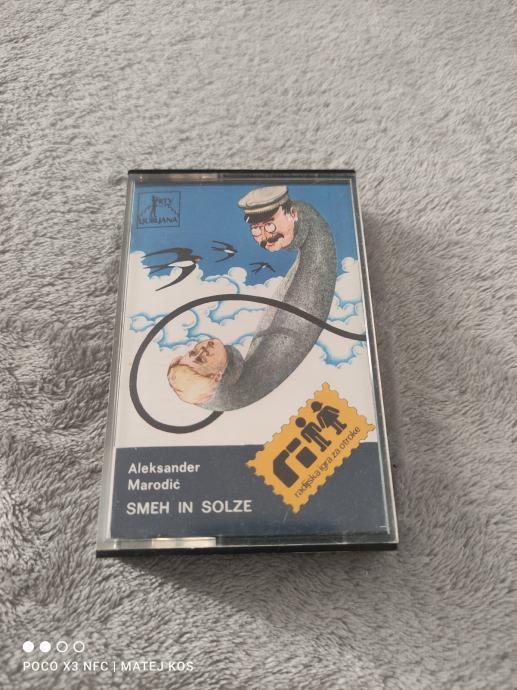 RTV
LJUBLJANA
Aleksander
Marodić
SMEH IN SOLZE
radijska igra za otroke
POCO X3 NFC | MATEJ KOS